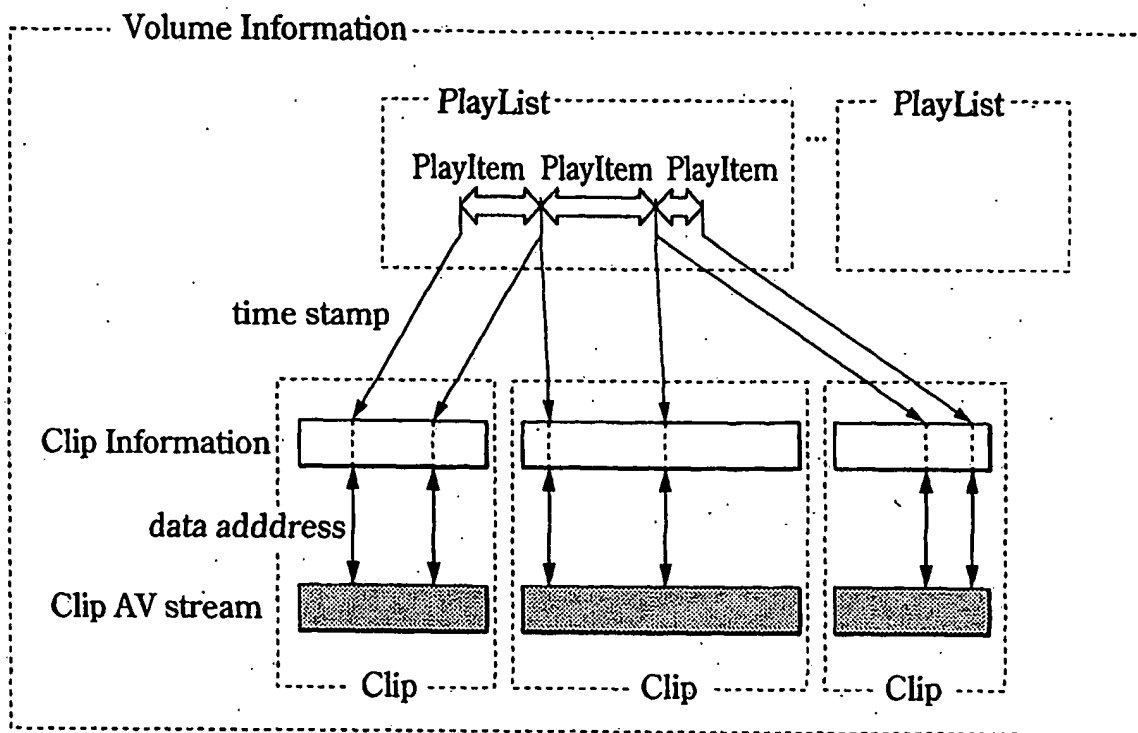 Volume Information
PlayList
PlayList
...
PlayItem PlayItem PlayItem
time stamp
Clip Information
data adddress
Clip AV stream
Clip
Clip
Clip